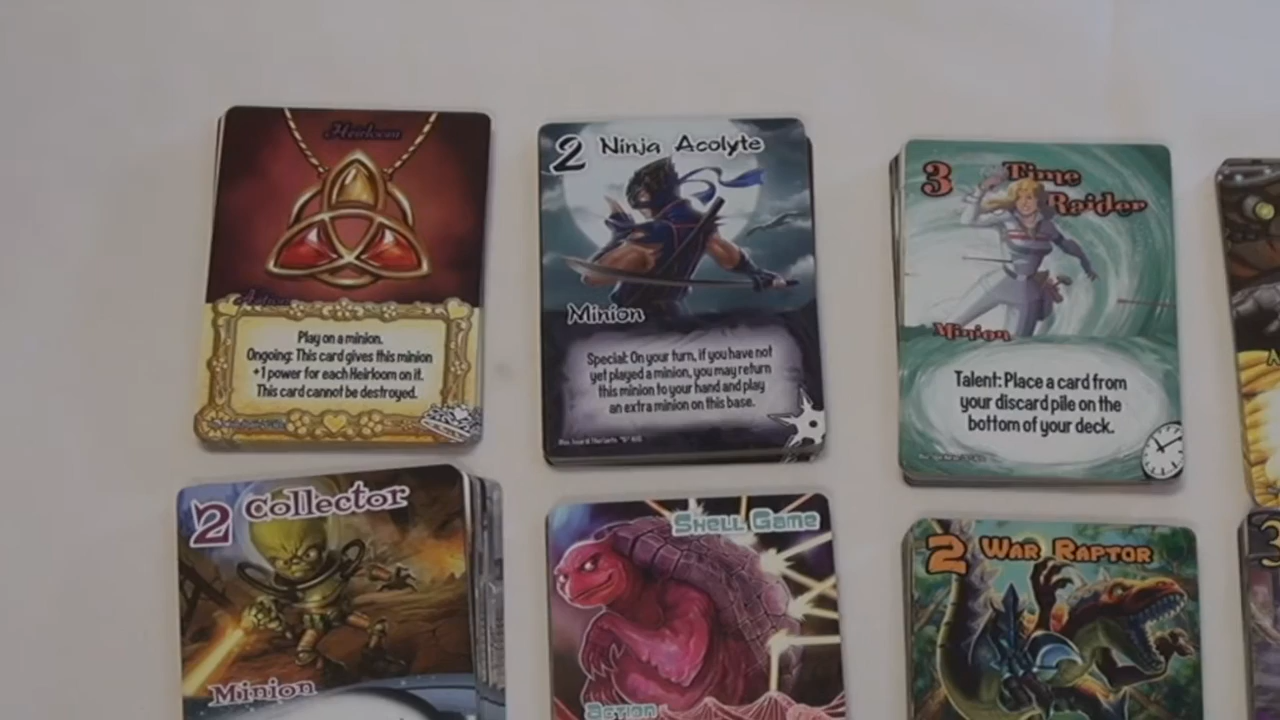 Heirloom
Action
Play on a minion.
Ongoing: This card gives this minion
+1 power for each Heirloom on it.
This card cannot be destroyed.
2 Ninja Acolyte
Minion
Special: On your turn, if you have not
yet played a minion, you may return
this minion to your hand and play
an extra minion on this base.
3 Time
Raider
Minion
Talent: Place a card from
your discard pile on the
bottom of your deck.
2 Collector
Minion
Shell Game
Action
2 War Raptor
3